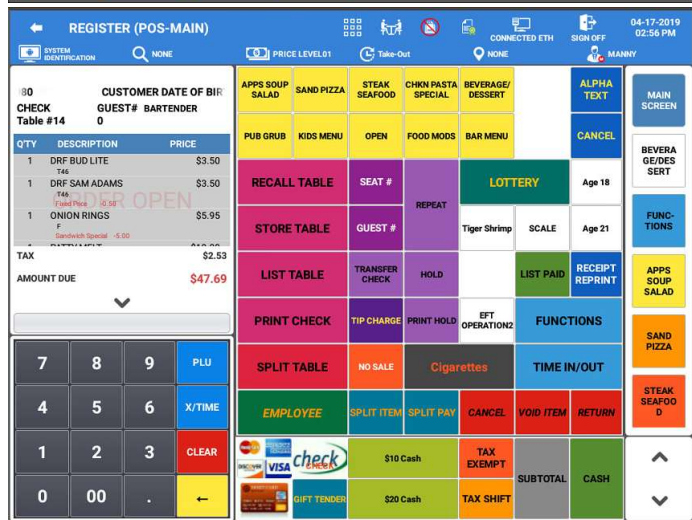 REGISTER (POS-MAIN)
CONNECTED ETH
SIGN OFF
04-17-2019
02:56 PM
SYSTEM
IDENTIFICATION
NONE
PRICE LEVEL01
Take-Out
NONE
MANNY
80 CUSTOMER DATE OF BIR
CHECK GUEST# BARTENDER
Table #14 0
Q'TY DESCRIPTION PRICE
1 DRF BUD LITE $3.50
T46
1 DRF SAM ADAMS $3.50
T46
Fixed Price -0.50
ORDER OPEN
1 ONION RINGS $5.95
F
Sandwich Special -5.00
TAX $2.53
AMOUNT DUE $47.69
7 8 9 PLU
4 5 6 X/TIME
1 2 3 CLEAR
0 00 . ←
APPS SOUP
SALAD
SAND PIZZA
STEAK
SEAFOOD
CHKN PASTA
SPECIAL
BEVERAGE/
DESSERT
ALPHA
TEXT
PUB GRUB
KIDS MENU
OPEN
FOOD MODS
BAR MENU
CANCEL
RECALL TABLE
SEAT #
REPEAT
LOTTERY
Age 18
STORE TABLE
GUEST #
Tiger Shrimp
SCALE
Age 21
LIST TABLE
TRANSFER
CHECK
HOLD
LIST PAID
RECEIPT
REPRINT
PRINT CHECK
TIP CHARGE
PRINT HOLD
EFT
OPERATION2
FUNCTIONS
SPLIT TABLE
NO SALE
Cigarettes
TIME IN/OUT
EMPLOYEE
SPLIT ITEM
SPLIT PAY
CANCEL
VOID ITEM
RETURN
DISCOVER
VISA
check
CHECK
$10 Cash
TAX
EXEMPT
SUBTOTAL
CASH
GIFT TENDER
$20 Cash
TAX SHIFT
MAIN
SCREEN
BEVERA
GE/DES
SERT
FUNC-
TIONS
APPS
SOUP
SALAD
SAND
PIZZA
STEAK
SEAFOO
D